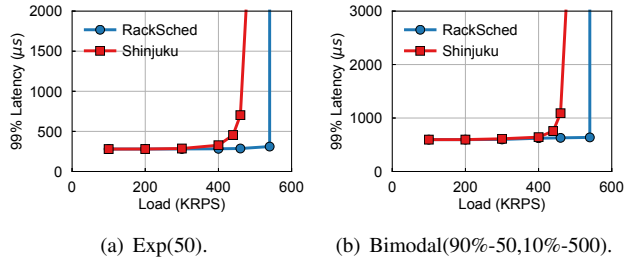 99% Latency (μs)
2000
1500
1000
500
0
0
200
400
600
Load (KRPS)
RackSched
Shinjuku
(a) Exp(50).
99% Latency (μs)
3000
2000
1000
0
0
200
400
600
Load (KRPS)
RackSched
Shinjuku
(b) Bimodal(90%-50,10%-500).